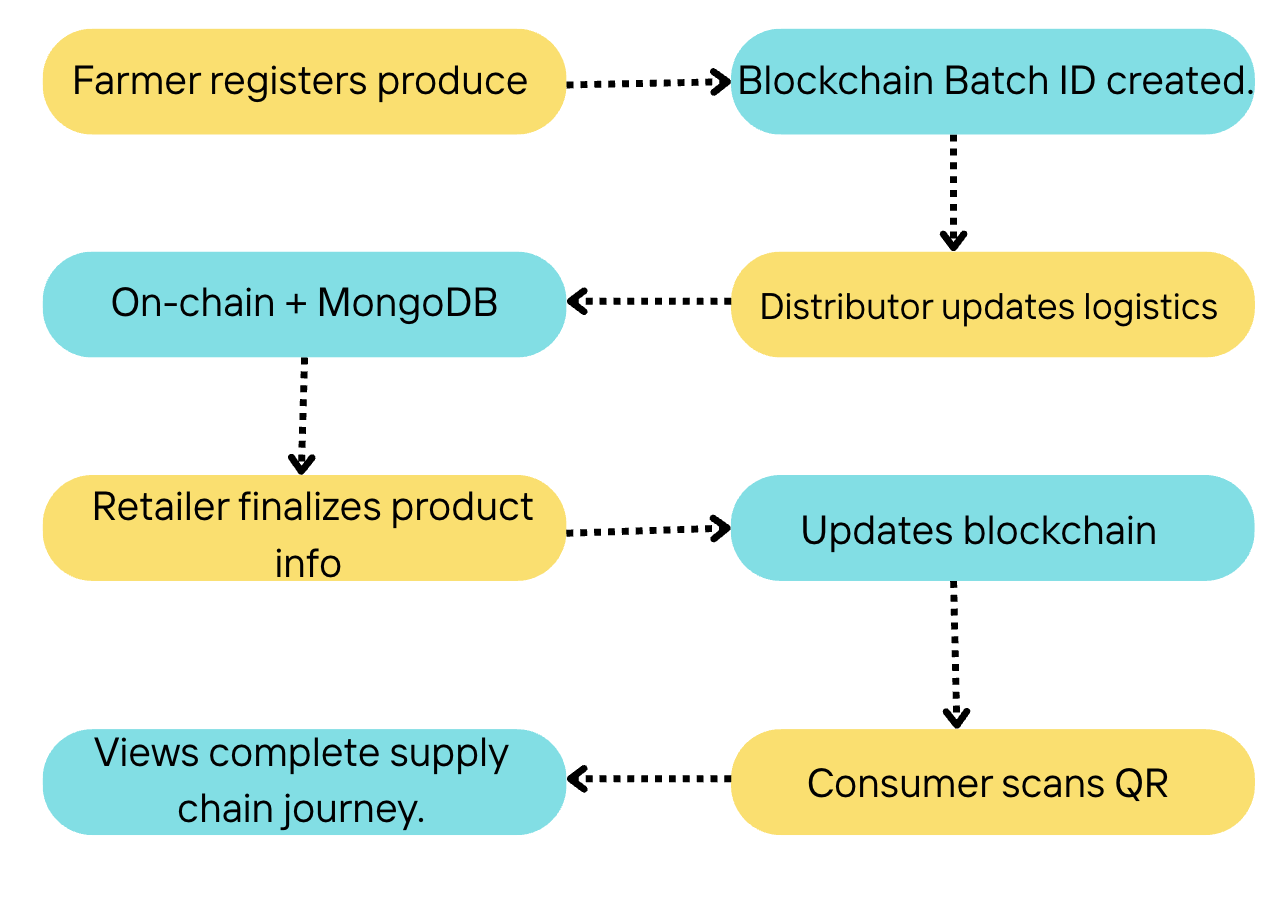 Farmer registers produce
Blockchain Batch ID created.
On-chain + MongoDB
Distributor updates logistics
Retailer finalizes product
info
Updates blockchain
Views complete supply
chain journey.
Consumer scans QR